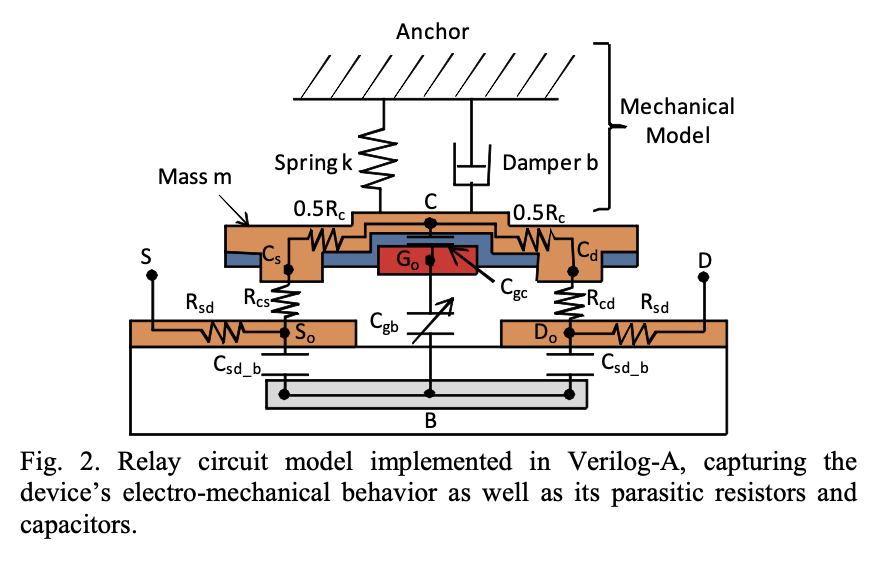 Anchor
Mechanical
Model
Spring k
Damper b
Mass m
C
0.5Rc
0.5Rc
S
Cs
Go
Cd
D
Cgc
Rsd
Rcs
Rcd
Rsd
Cgb
So
Do
Csd_b
Csd_b
B
Fig. 2. Relay circuit model implemented in Verilog-A, capturing the
device's electro-mechanical behavior as well as its parasitic resistors and
capacitors.